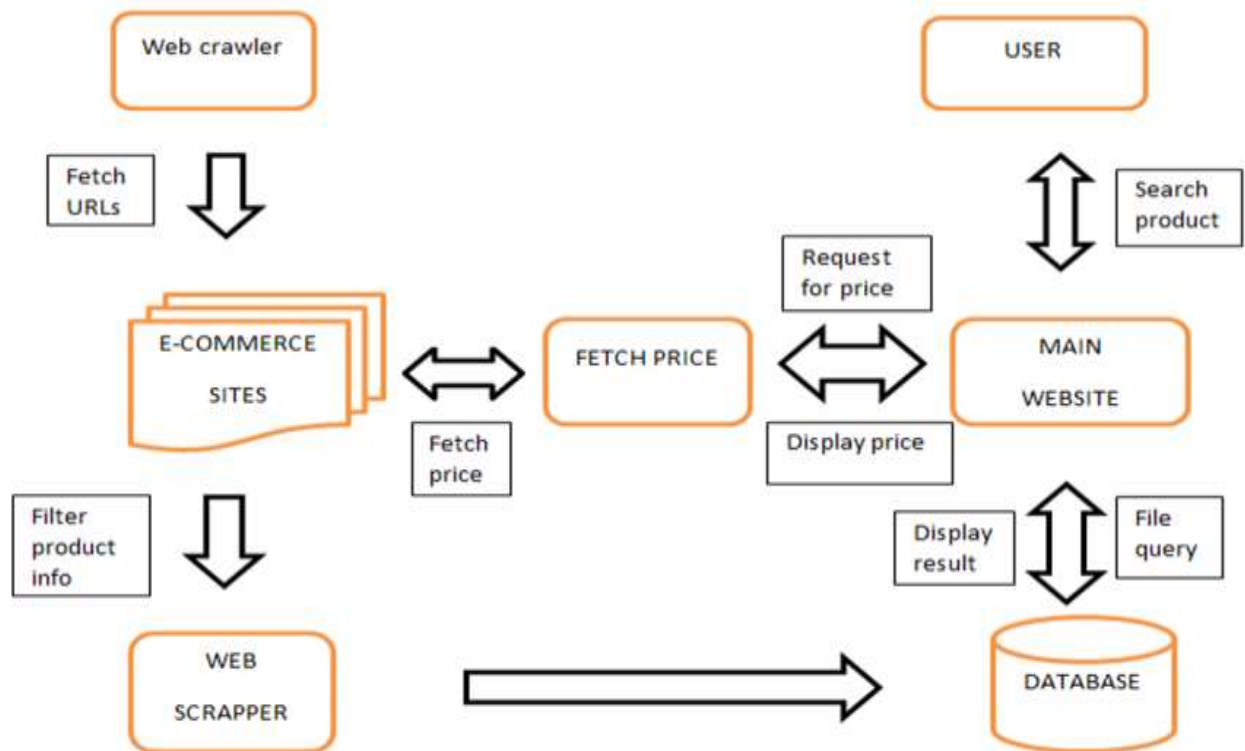 Web crawler
USER
Fetch
URLs
Search
product
Request
for price
E-COMMERCE
SITES
FETCH PRICE
MAIN
WEBSITE
Fetch
price
Display price
Filter
product
info
Display
result
File
query
WEB
SCRAPPER
DATABASE